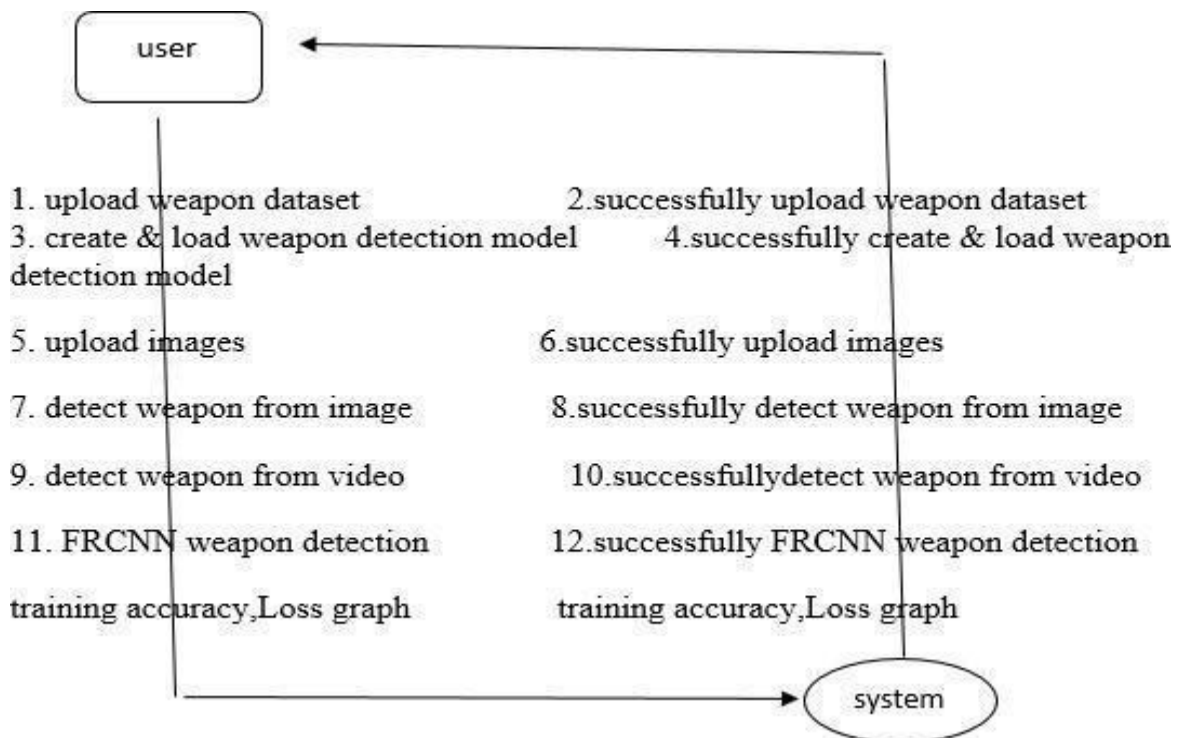 user
1. upload weapon dataset 2.successfully upload weapon dataset
3. create & load weapon detection model 4.successfully create & load weapon
detection model
5. upload images 6.successfully upload images
7. detect weapon from image 8.successfully detect weapon from image
9. detect weapon from video 10.successfullydetect weapon from video
11. FRCNN weapon detection 12.successfully FRCNN weapon detection
training accuracy,Loss graph training accuracy,Loss graph
system